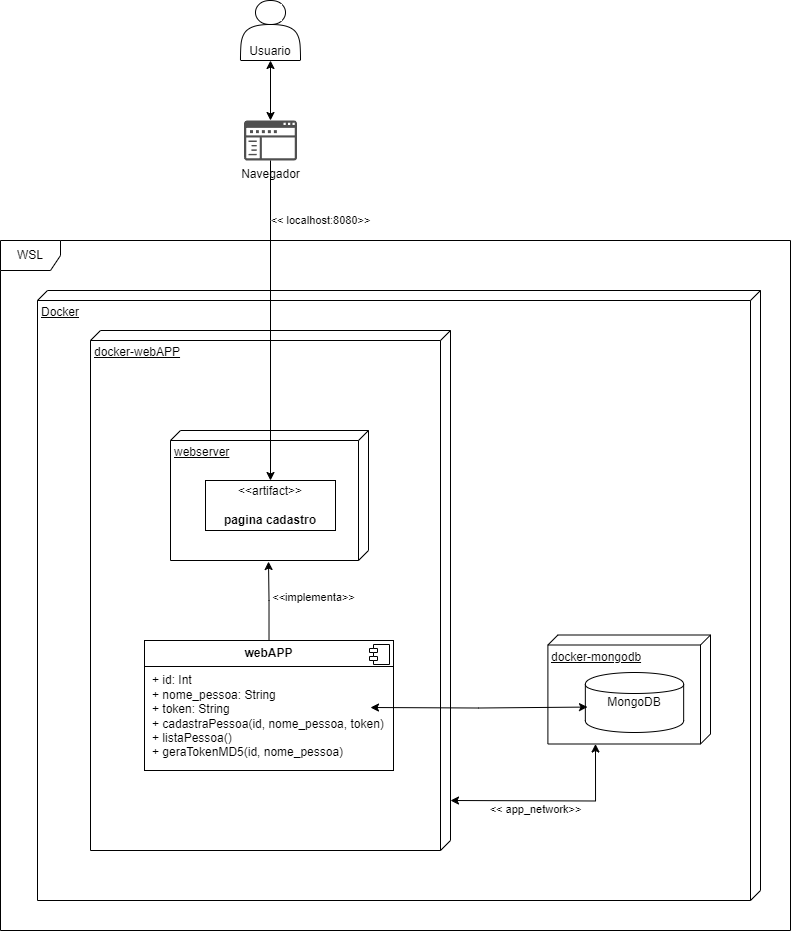 Usuario
Navegador
<< localhost:8080>>
WSL
Docker
docker-webAPP
webserver
<<artifact>>
pagina cadastro
<<implementa>>
webAPP
+ id: Int
+ nome_pessoa: String
+ token: String
+ cadastraPessoa(id, nome_pessoa, token)
+ listaPessoa()
+ geraTokenMD5(id, nome_pessoa)
docker-mongodb
MongoDB
<< app_network>>